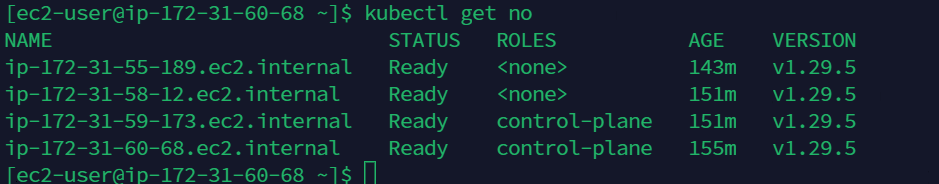 [ec2-user@ip-172-31-60-68 ~]$ kubectl get no
NAME                            STATUS   ROLES           AGE    VERSION
ip-172-31-55-189.ec2.internal   Ready    <none>          143m   v1.29.5
ip-172-31-58-12.ec2.internal    Ready    <none>          151m   v1.29.5
ip-172-31-59-173.ec2.internal   Ready    control-plane   151m   v1.29.5
ip-172-31-60-68.ec2.internal    Ready    control-plane   155m   v1.29.5
[ec2-user@ip-172-31-60-68 ~]$